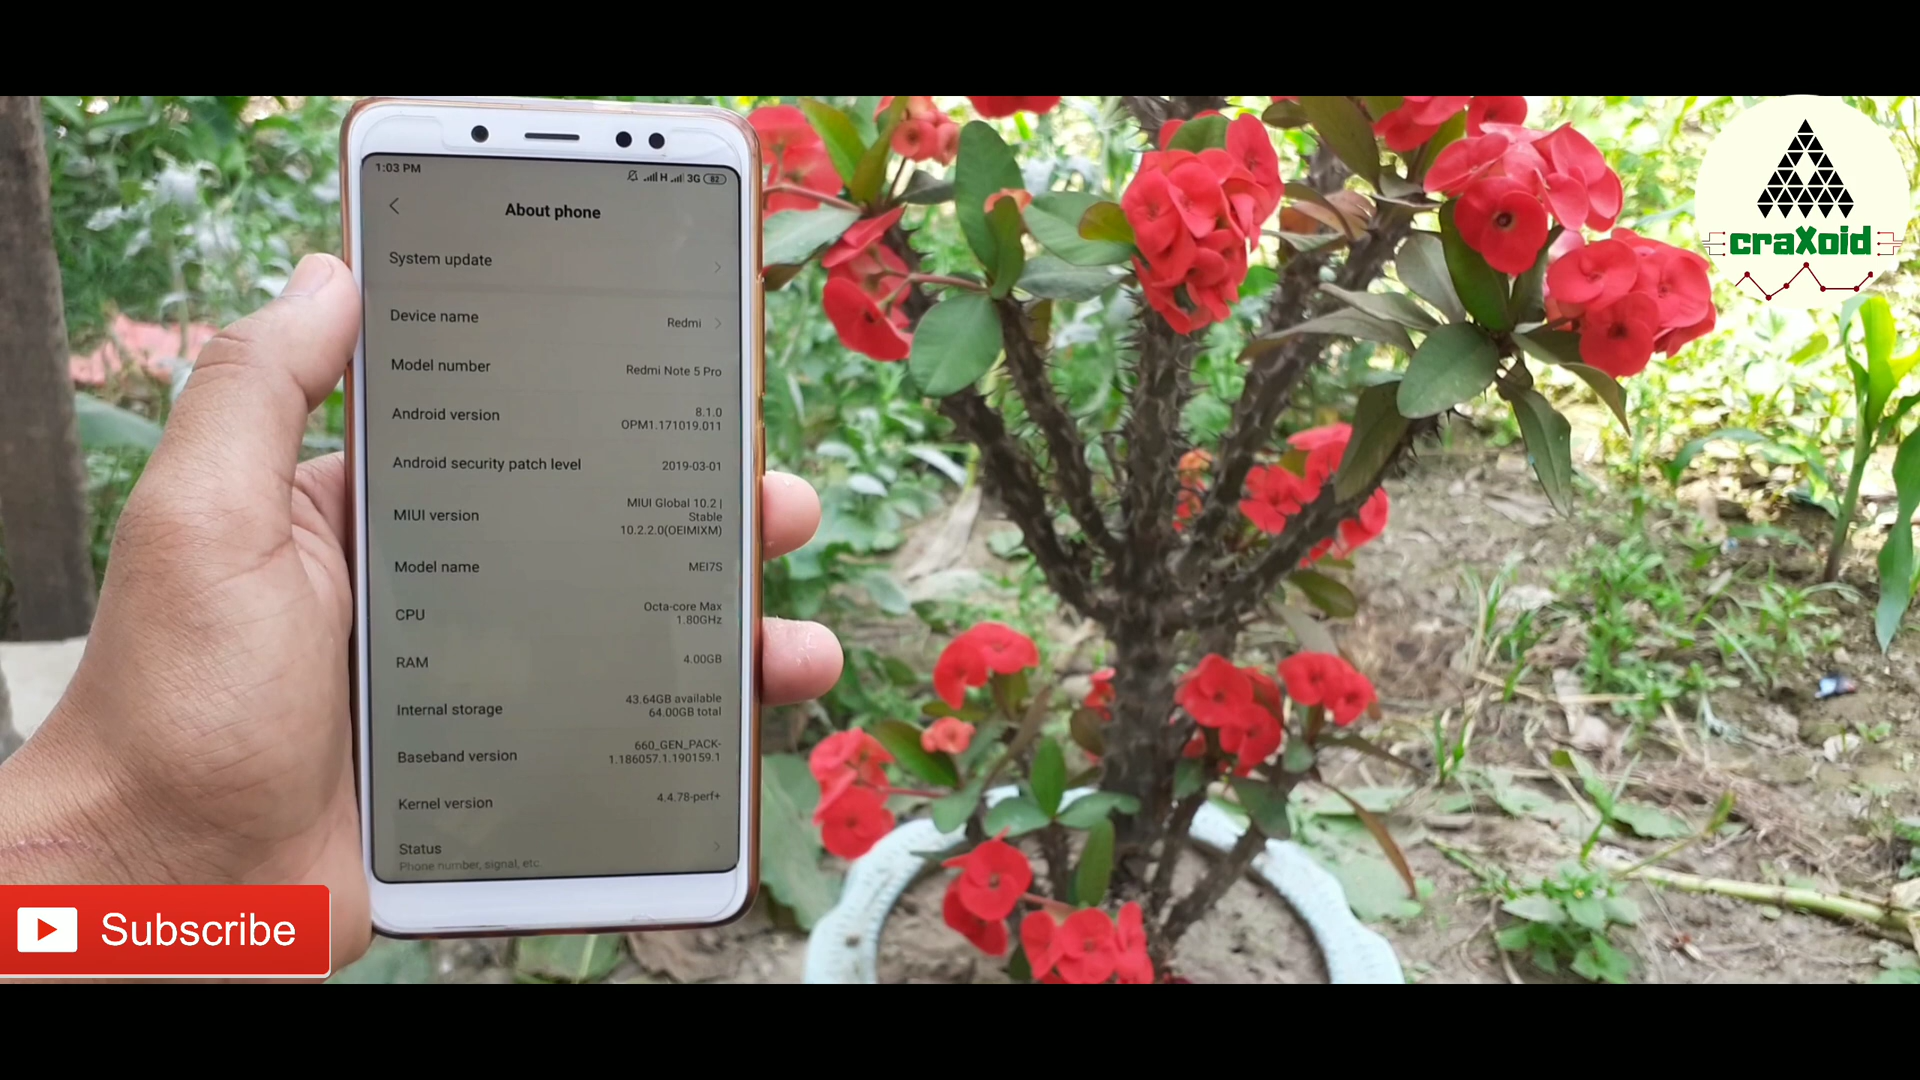 1:03 PM
H 3G 82
About phone
System update
Device name Redmi
Model number Redmi Note 5 Pro
Android version 8.1.0
OPM1.171019.011
Android security patch level 2019-03-01
MIUI version MIUI Global 10.2 |
Stable
10.2.2.0(OEIMIXM)
Model name MEI7S
CPU Octa-core Max
1.80GHz
RAM 4.00GB
Internal storage 43.64GB available
64.00GB total
Baseband version 660_GEN_PACK-
1.186057.1.190159.1
Kernel version 4.4.78-perf+
Status
Phone number, signal, etc.
craXoid
Subscribe